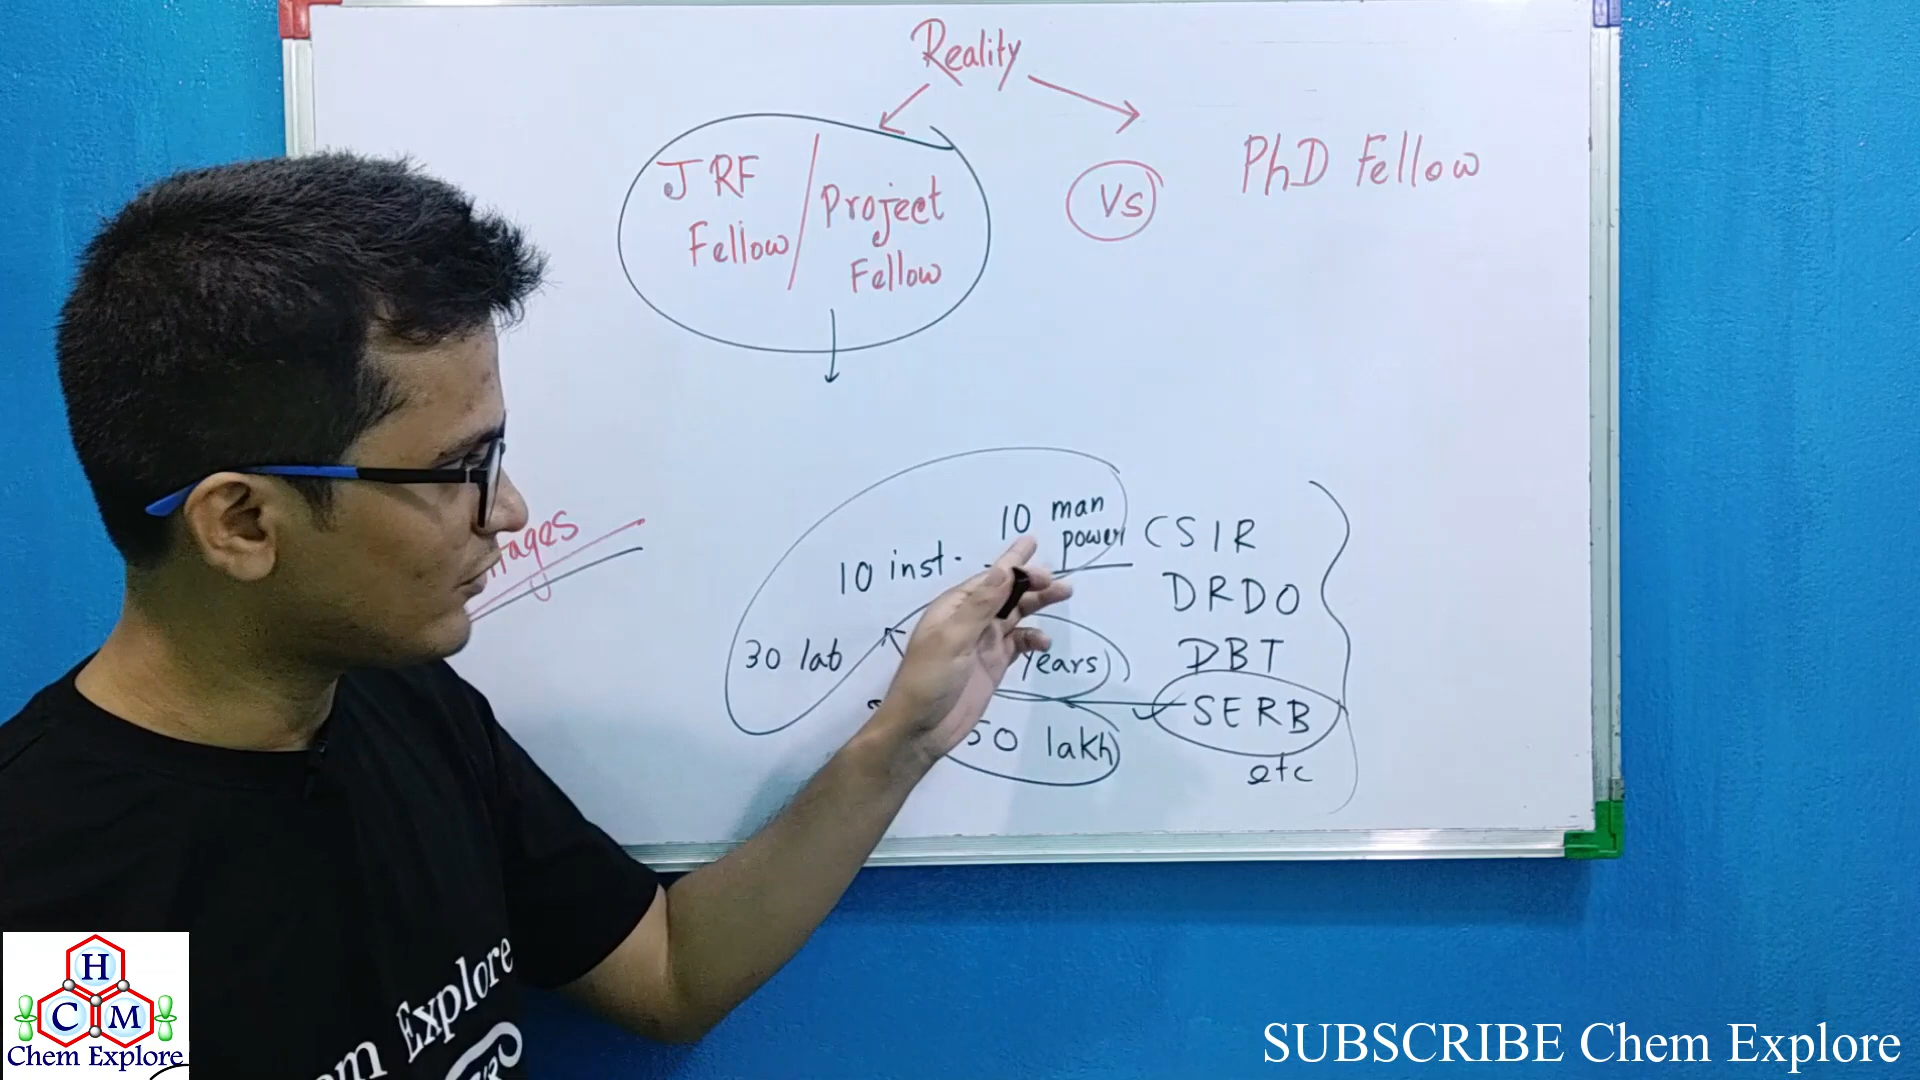 Reality
JRF
Fellow
/
Project
Fellow
Vs
PhD Fellow
10 man
power
10 inst.
30 lab
years
50 lakh
CSIR
DRDO
DBT
SERB
etc
Explore
H
C M
Chem Explore
SUBSCRIBE Chem Explore